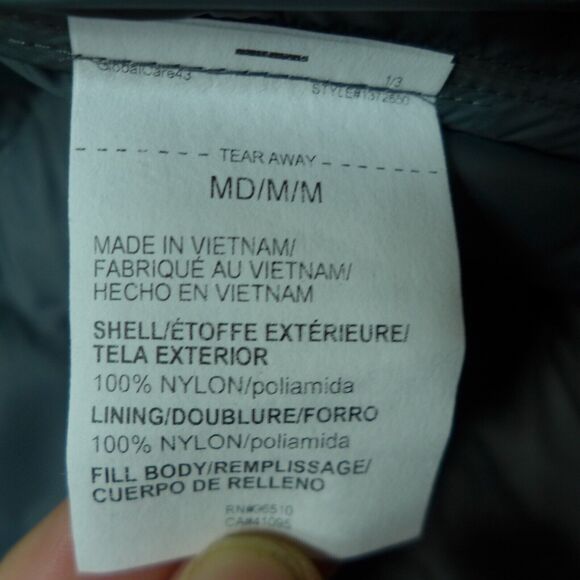 GlobalCare43
1/3
STYLE#1372650
TEAR AWAY
MD/M/M
MADE IN VIETNAM/
FABRIQUÉ AU VIETNAM/
HECHO EN VIETNAM
SHELL/ÉTOFFE EXTÉRIEURE/
TELA EXTERIOR
100% NYLON/poliamida
LINING/DOUBLURE/FORRO
100% NYLON/poliamida
FILL BODY/REMPLISSAGE/
CUERPO DE RELLENO
RN#96510
CA#41095